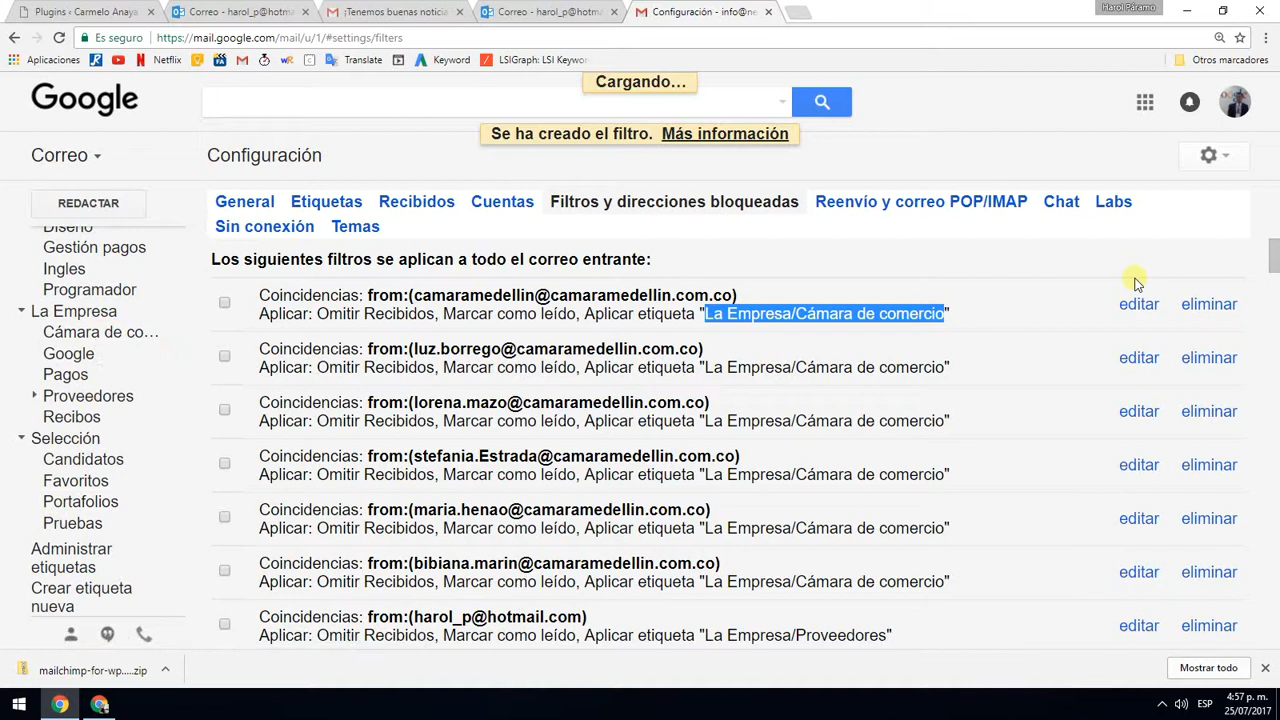 Plugins ‹ Carmelo Anaya
Correo - harol_p@hotm
¡Tenemos buenas noticia
Correo - harol_p@hotm
Configuración - info@ne
Harol Páramo
Es seguro
https://mail.google.com/mail/u/1/#settings/filters
Aplicaciones
Netflix
Translate
Keyword
LSIGraph: LSI Keywo
Otros marcadores
Cargando...
Google
Se ha creado el filtro. Más información
Correo
Configuración
REDACTAR
General Etiquetas Recibidos Cuentas Filtros y direcciones bloqueadas Reenvío y correo POP/IMAP Chat Labs
Sin conexión Temas
Diseño
Gestión pagos
Ingles
Programador
La Empresa
Cámara de co…
Google
Pagos
Proveedores
Recibos
Selección
Candidatos
Favoritos
Portafolios
Pruebas
Administrar
etiquetas
Crear etiqueta
nueva
Los siguientes filtros se aplican a todo el correo entrante:
Coincidencias: from:(camaramedellin@camaramedellin.com.co)
Aplicar: Omitir Recibidos, Marcar como leído, Aplicar etiqueta "La Empresa/Cámara de comercio"
editar eliminar
Coincidencias: from:(luz.borrego@camaramedellin.com.co)
Aplicar: Omitir Recibidos, Marcar como leído, Aplicar etiqueta "La Empresa/Cámara de comercio"
editar eliminar
Coincidencias: from:(lorena.mazo@camaramedellin.com.co)
Aplicar: Omitir Recibidos, Marcar como leído, Aplicar etiqueta "La Empresa/Cámara de comercio"
editar eliminar
Coincidencias: from:(stefania.Estrada@camaramedellin.com.co)
Aplicar: Omitir Recibidos, Marcar como leído, Aplicar etiqueta "La Empresa/Cámara de comercio"
editar eliminar
Coincidencias: from:(maria.henao@camaramedellin.com.co)
Aplicar: Omitir Recibidos, Marcar como leído, Aplicar etiqueta "La Empresa/Cámara de comercio"
editar eliminar
Coincidencias: from:(bibiana.marin@camaramedellin.com.co)
Aplicar: Omitir Recibidos, Marcar como leído, Aplicar etiqueta "La Empresa/Cámara de comercio"
editar eliminar
Coincidencias: from:(harol_p@hotmail.com)
Aplicar: Omitir Recibidos, Marcar como leído, Aplicar etiqueta "La Empresa/Proveedores"
editar eliminar
mailchimp-for-wp.....zip
Mostrar todo
ESP
4:57 p. m.
25/07/2017